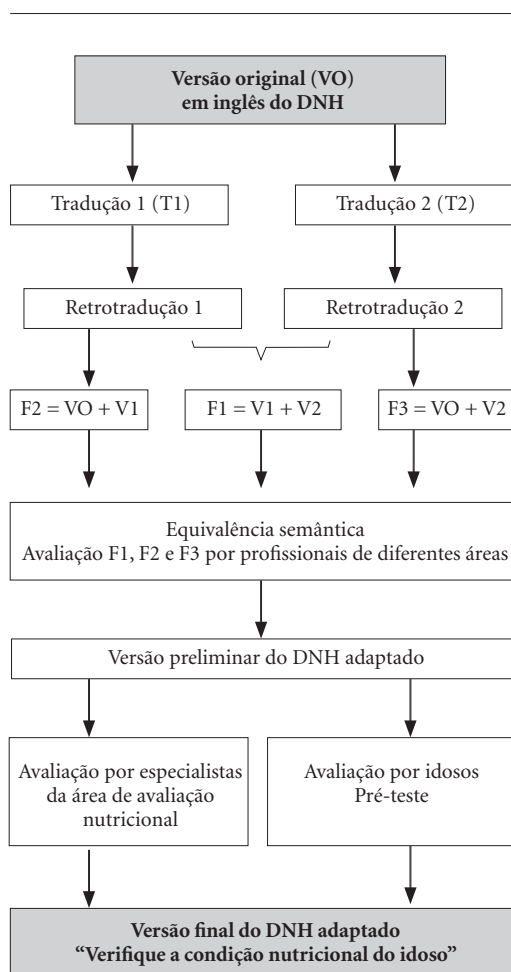 Versão original (VO)
em inglês do DNH
Tradução 1 (T1)
Tradução 2 (T2)
Retrotradução 1
Retrotradução 2
F2 = VO + V1
F1 = V1 + V2
F3 = VO + V2
Equivalência semântica
Avaliação F1, F2 e F3 por profissionais de diferentes áreas
Versão preliminar do DNH adaptado
Avaliação por especialistas
da área de avaliação
nutricional
Avaliação por idosos
Pré-teste
Versão final do DNH adaptado
“Verifique a condição nutricional do idoso”